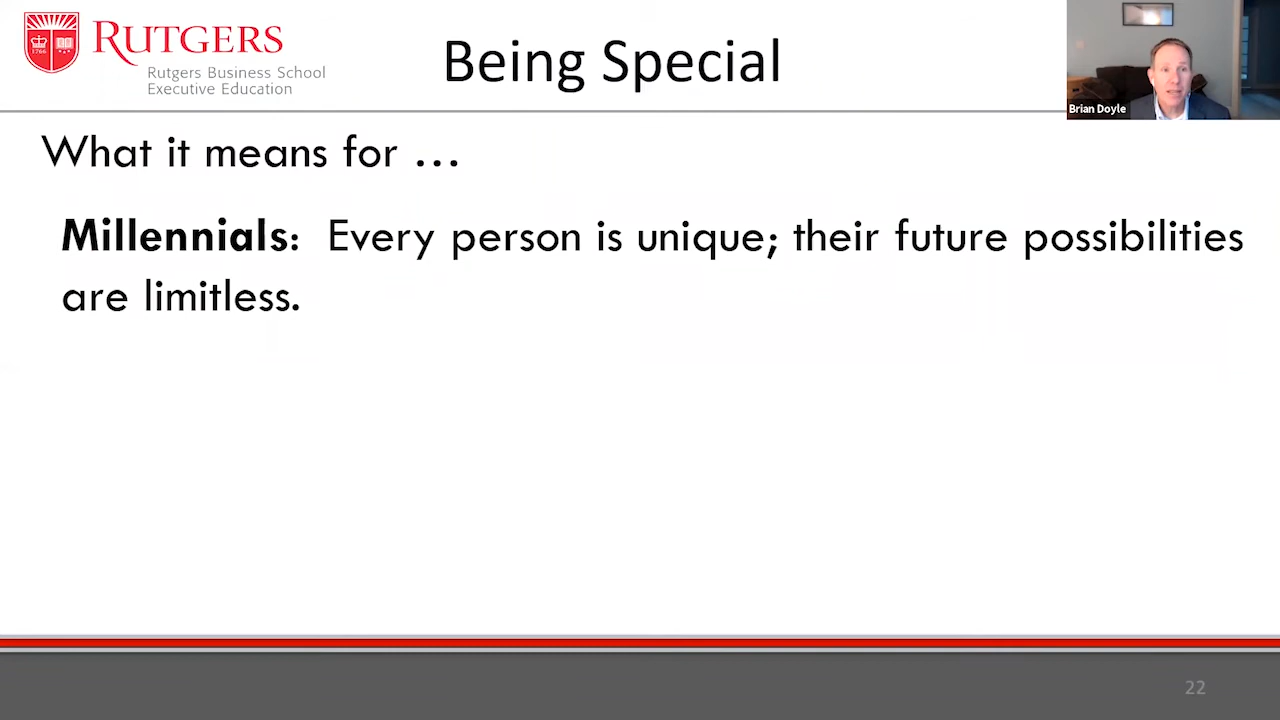 1766
RUTGERS
Rutgers Business School
Executive Education
Being Special
Brian Doyle
What it means for …
Millennials: Every person is unique; their future possibilities
are limitless.
22